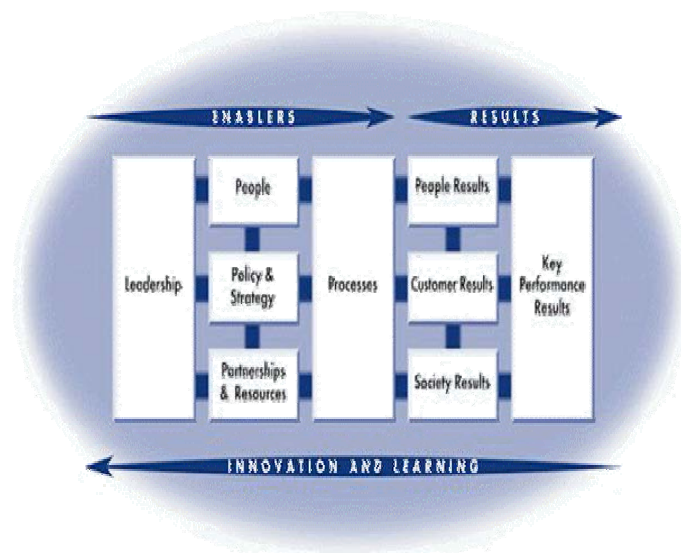 ENABLERS
RESULTS
Leadership
People
Policy &
Strategy
Partnerships
& Resources
Processes
People Results
Customer Results
Society Results
Key
Performance
Results
INNOVATION AND LEARNING